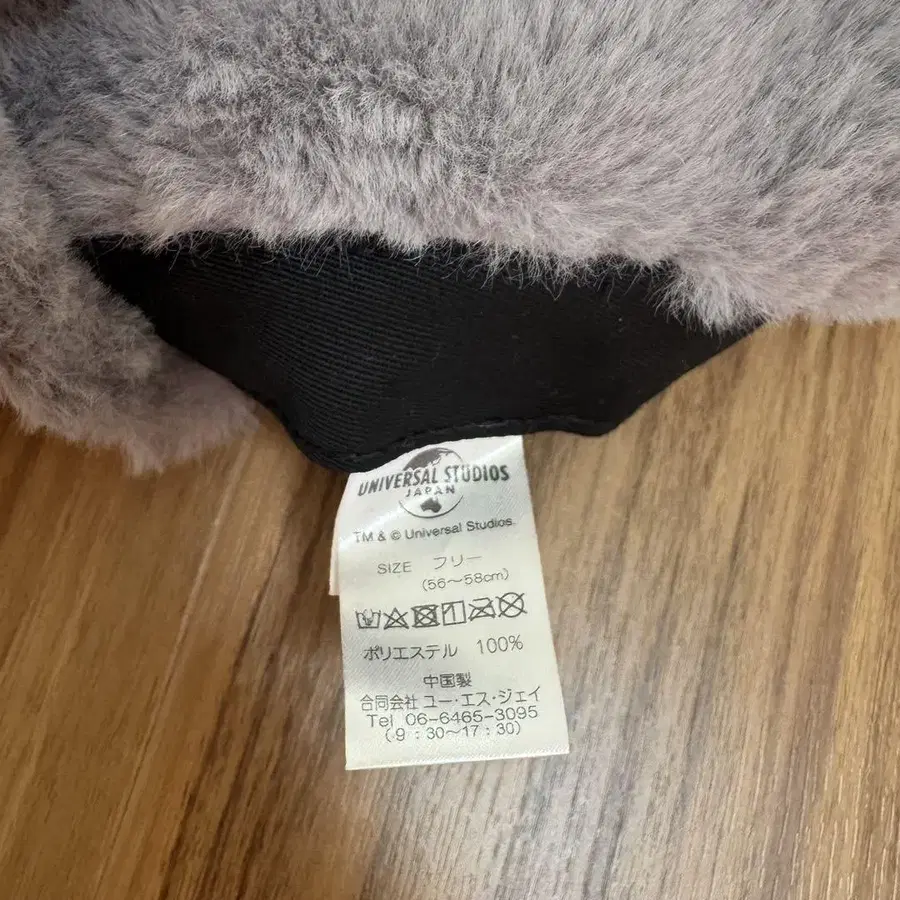 UNIVERSAL STUDIOS
JAPAN
TM & © Universal Studios.
SIZE フリー
(56～58cm)
ポリエステル 100%
中国製
合同会社 ユー・エス・ジェイ
Tel 06-6465-3095
(9：30～17：30)